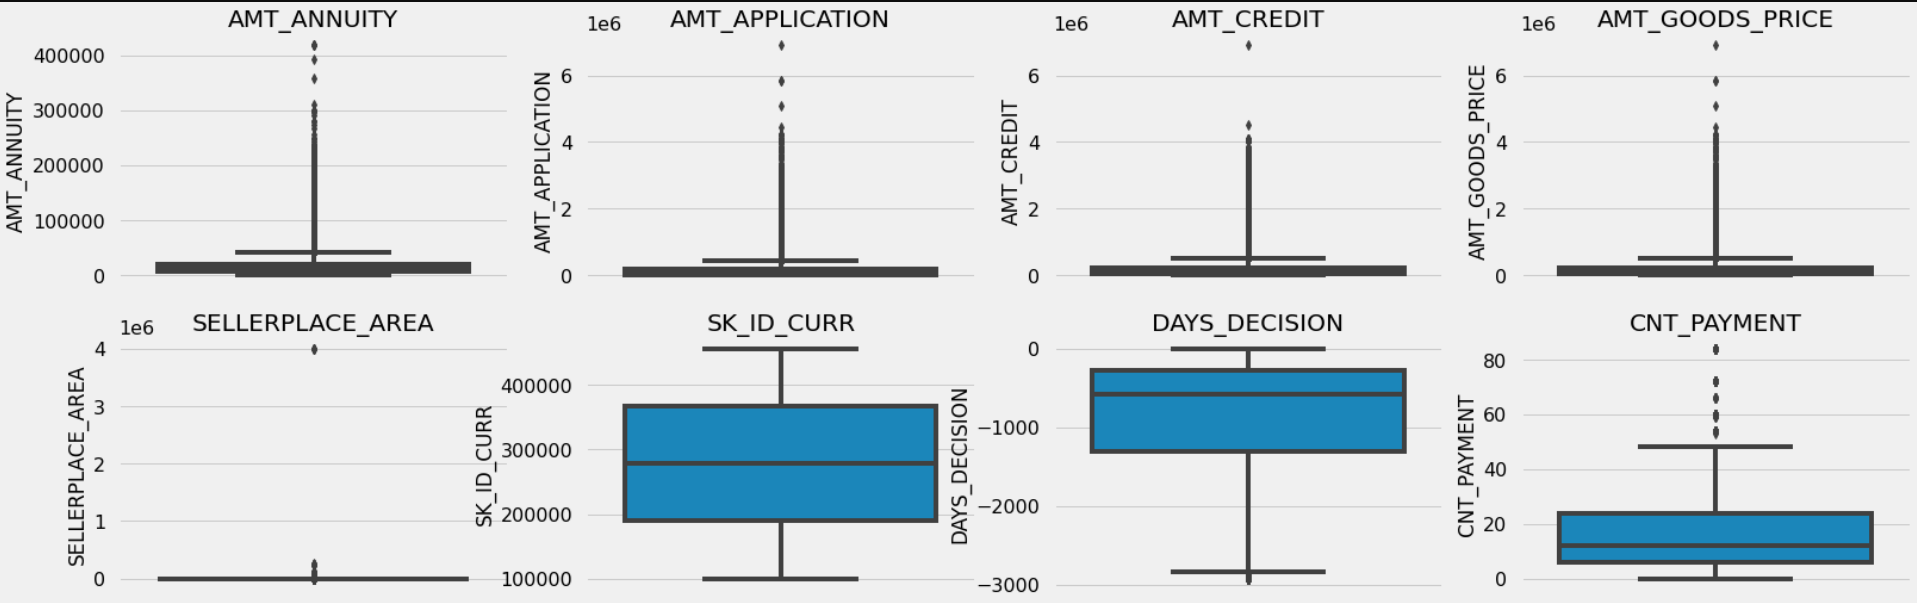 AMT_ANNUITY
400000
300000
200000
100000
0
AMT_ANNUITY
1e6
AMT_APPLICATION
6
4
2
0
AMT_APPLICATION
1e6
AMT_CREDIT
6
4
2
0
AMT_CREDIT
1e6
AMT_GOODS_PRICE
6
4
2
0
AMT_GOODS_PRICE
1e6
SELLERPLACE_AREA
4
3
2
1
0
SELLERPLACE_AREA
SK_ID_CURR
400000
300000
200000
100000
SK_ID_CURR
DAYS_DECISION
0
−1000
−2000
−3000
DAYS_DECISION
CNT_PAYMENT
80
60
40
20
0
CNT_PAYMENT